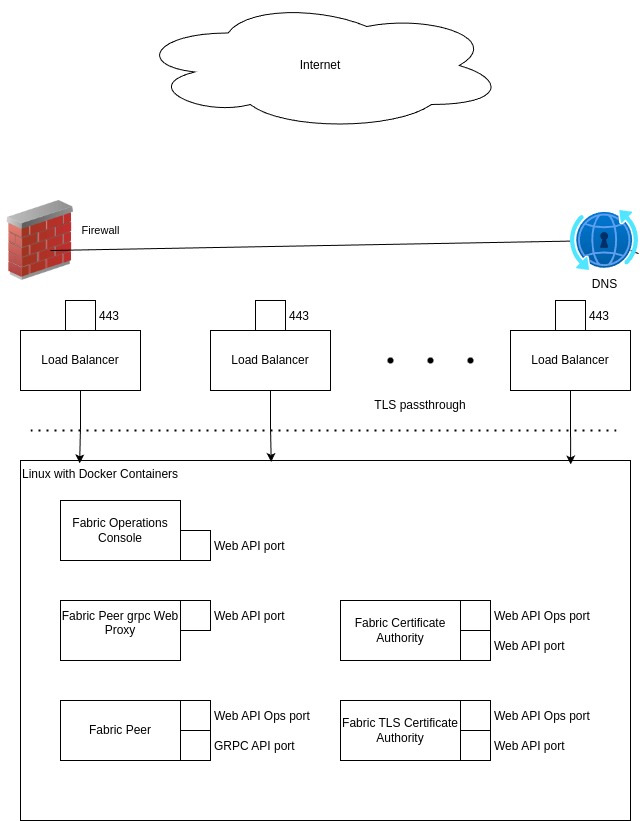 Internet
Firewall
DNS
443
443
443
Load Balancer
Load Balancer
Load Balancer
TLS passthrough
Linux with Docker Containers
Fabric Operations
Console
Web API port
Fabric Peer grpc Web
Proxy
Web API port
Fabric Certificate
Authority
Web API Ops port
Web API port
Fabric Peer
Web API Ops port
GRPC API port
Fabric TLS Certificate
Authority
Web API Ops port
Web API port